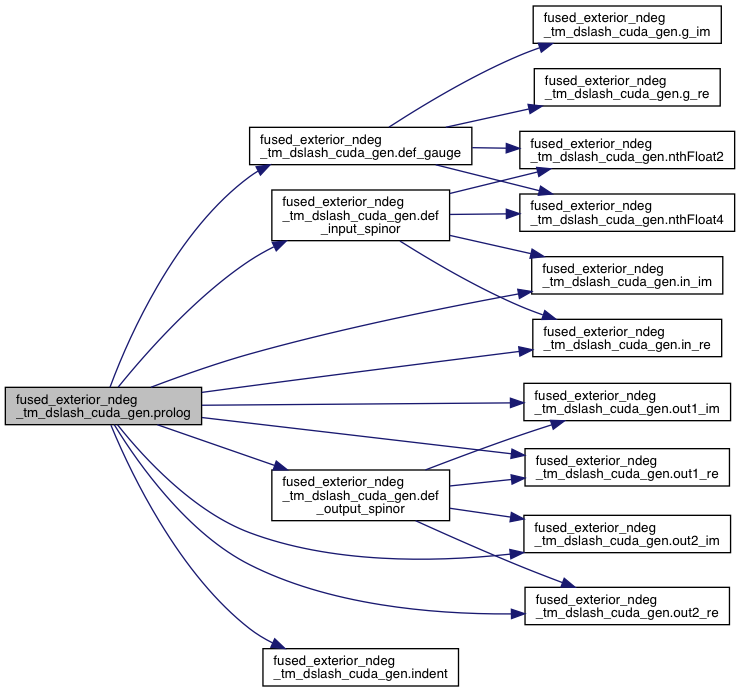 fused_exterior_ndeg
_tm_dslash_cuda_gen.g_im
fused_exterior_ndeg
_tm_dslash_cuda_gen.g_re
fused_exterior_ndeg
_tm_dslash_cuda_gen.def_gauge
fused_exterior_ndeg
_tm_dslash_cuda_gen.nthFloat2
fused_exterior_ndeg
_tm_dslash_cuda_gen.def
_input_spinor
fused_exterior_ndeg
_tm_dslash_cuda_gen.nthFloat4
fused_exterior_ndeg
_tm_dslash_cuda_gen.in_im
fused_exterior_ndeg
_tm_dslash_cuda_gen.in_re
fused_exterior_ndeg
_tm_dslash_cuda_gen.prolog
fused_exterior_ndeg
_tm_dslash_cuda_gen.out1_im
fused_exterior_ndeg
_tm_dslash_cuda_gen.out1_re
fused_exterior_ndeg
_tm_dslash_cuda_gen.def
_output_spinor
fused_exterior_ndeg
_tm_dslash_cuda_gen.out2_im
fused_exterior_ndeg
_tm_dslash_cuda_gen.out2_re
fused_exterior_ndeg
_tm_dslash_cuda_gen.indent